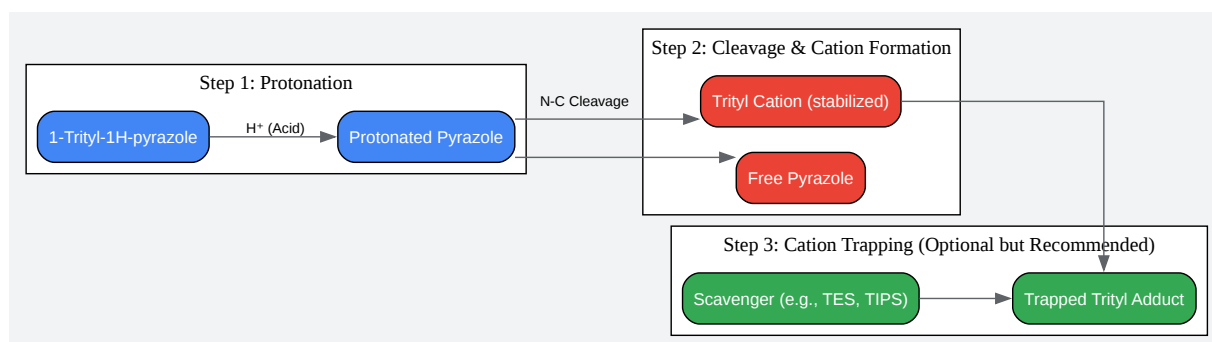 Step 1: Protonation
1-Trityl-1H-pyrazole
H⁺ (Acid)
Protonated Pyrazole
N-C Cleavage
Step 2: Cleavage & Cation Formation
Trityl Cation (stabilized)
Free Pyrazole
Step 3: Cation Trapping (Optional but Recommended)
Scavenger (e.g., TES, TIPS)
Trapped Trityl Adduct